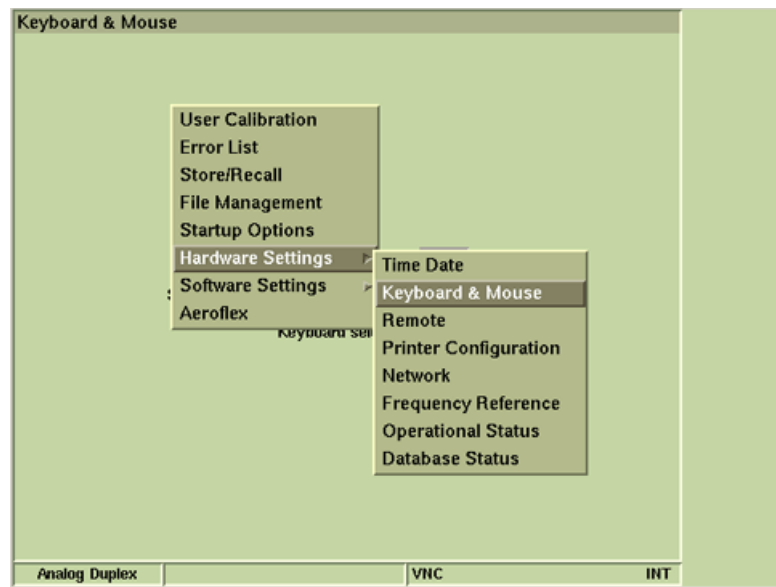 Keyboard & Mouse
User Calibration
Error List
Store/Recall
File Management
Startup Options
Hardware Settings
Software Settings
Aeroflex
Time Date
Keyboard & Mouse
Remote
Printer Configuration
Network
Frequency Reference
Operational Status
Database Status
Keyboard
Analog Duplex VNC INT